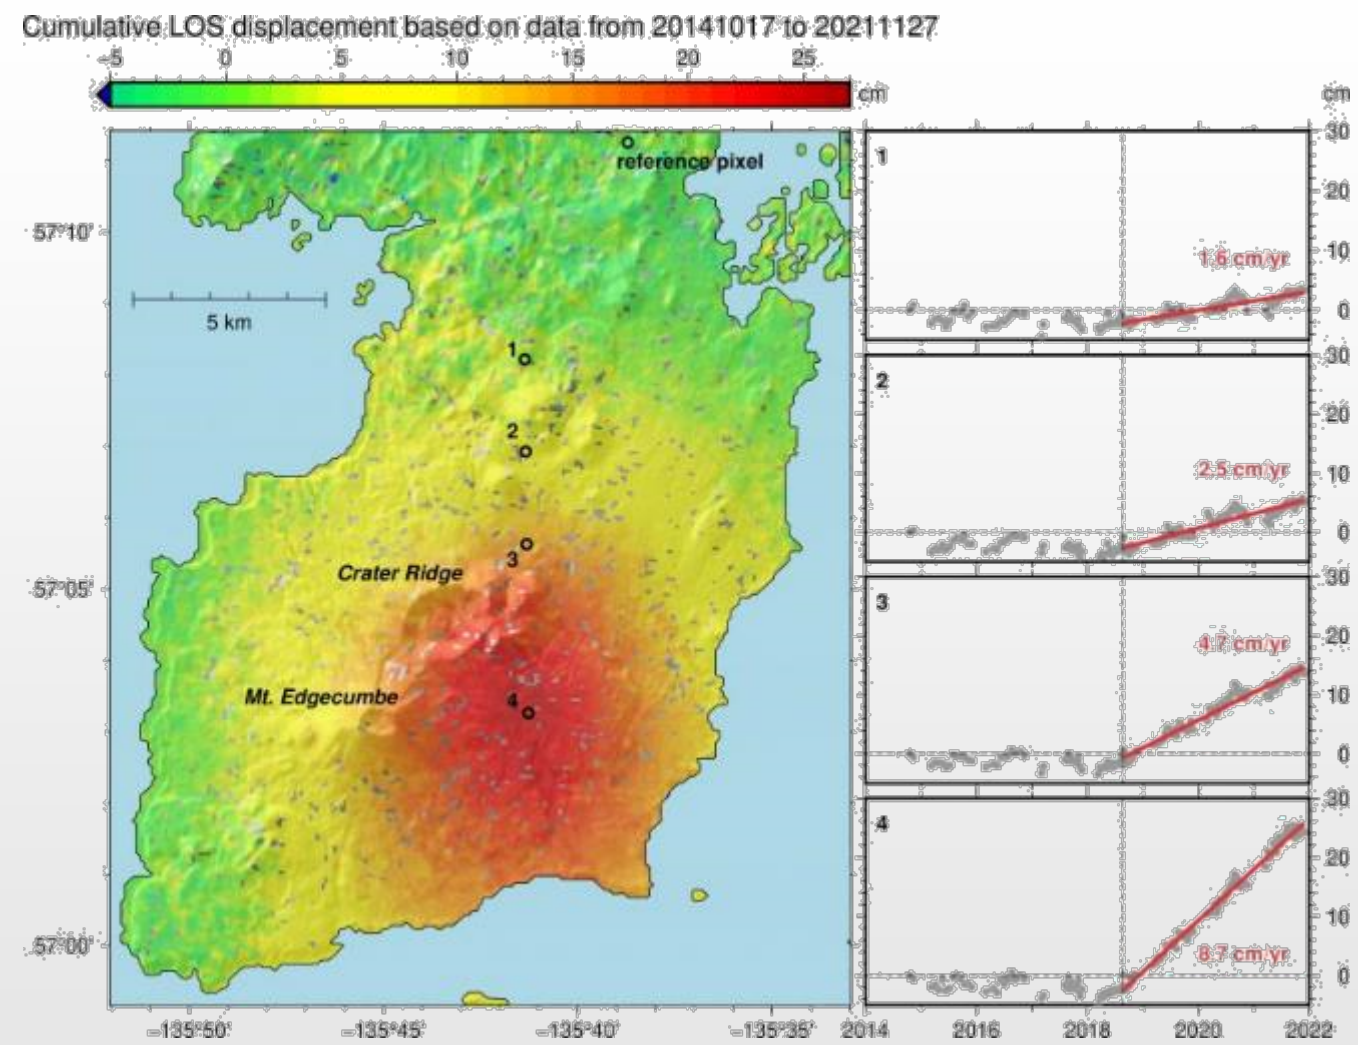 Cumulative LOS displacement based on data from 20141017 to 20211127
-5 0 5 10 15 20 25
cm
cm
reference pixel
57°10'
5 km
1
2
3
Crater Ridge
57°05'
Mt. Edgecumbe
4
57°00'
-135°50' -135°45' -135°40' -135°35'
1
30
20
1.6 cm/yr
10
0
2
30
20
2.5 cm/yr
10
0
3
30
20
4.7 cm/yr
10
0
4
30
20
10
8.7 cm/yr
0
2014 2016 2018 2020 2022